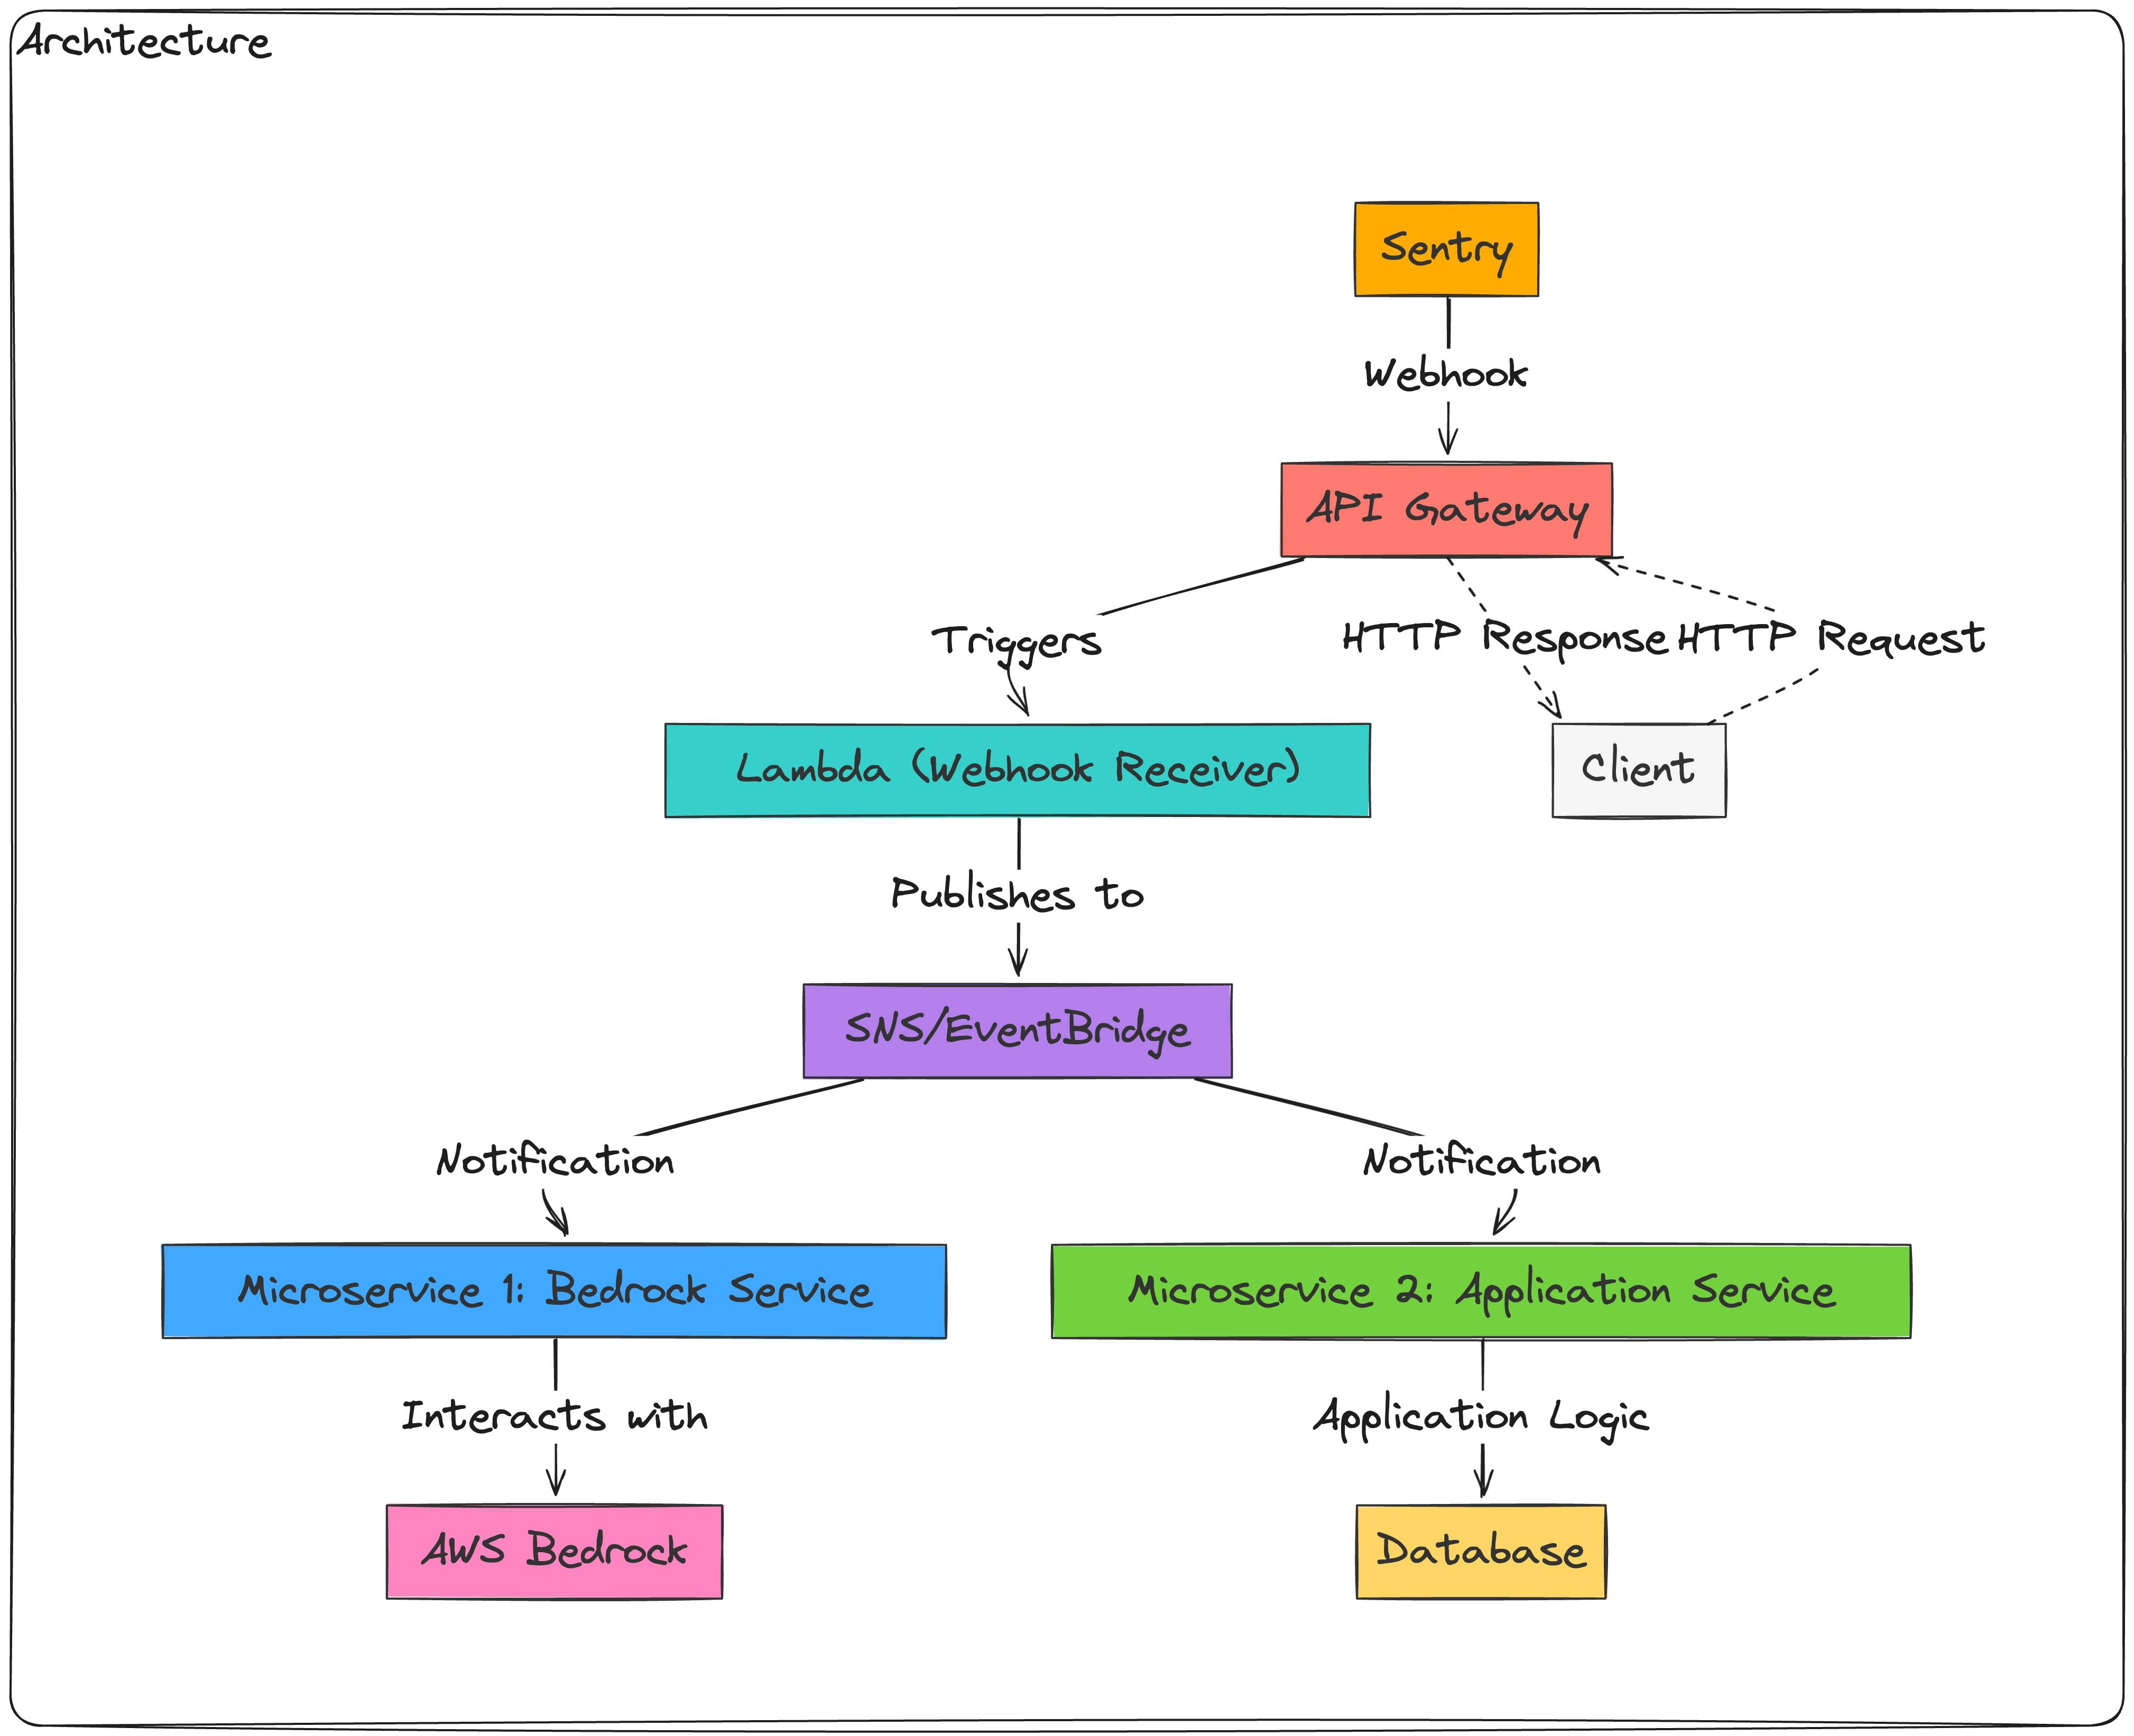 Architecture
Sentry
Webhook
API Gateway
Triggers
HTTP Response
HTTP Request
Lambda (Webhook Receiver)
Client
Publishes to
SNS/EventBridge
Notification
Notification
Microservice 1: Bedrock Service
Microservice 2: Application Service
Interacts with
Application Logic
AWS Bedrock
Database